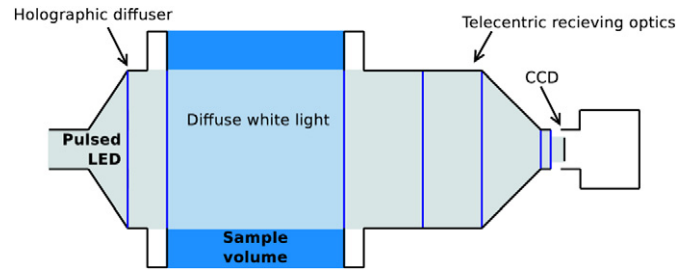 Holographic diffuser
Telecentric recieving optics
CCD
Diffuse white light
Pulsed
LED
Sample
volume